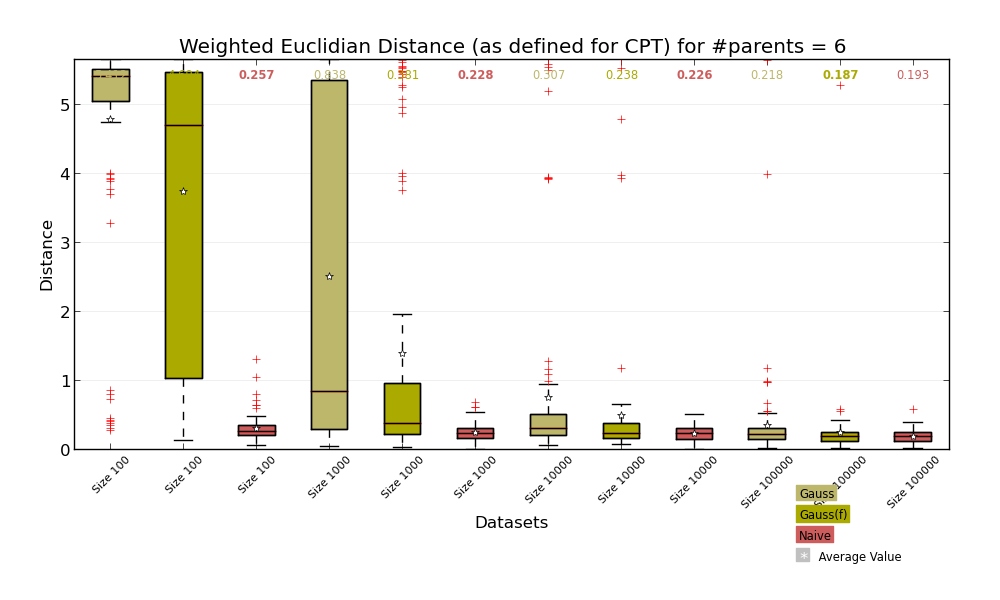 Weighted Euclidian Distance (as defined for CPT) for #parents = 6
0.257 0.838 0.381 0.228 0.307 0.238 0.226 0.218 0.187 0.193
5
4
3
2
1
0
Distance
Size 100 Size 100 Size 100 Size 1000 Size 1000 Size 1000 Size 10000 Size 10000 Size 10000 Size 100000 Size 100000 Size 100000
Datasets
Gauss
Gauss(f)
Naive
* Average Value